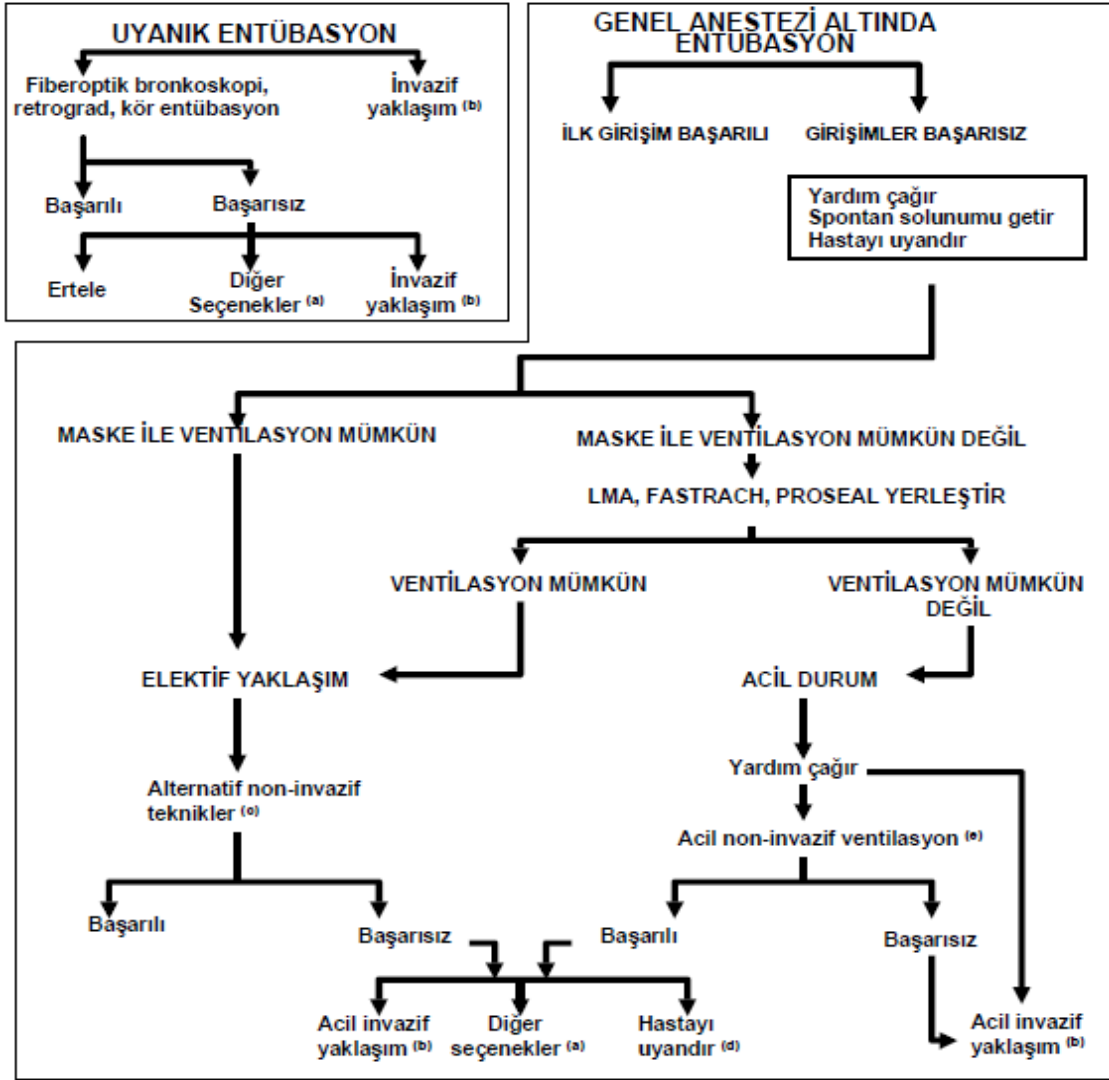 UYANIK ENTÜBASYON
Fiberoptik bronkoskopi,
retrograd, kör entübasyon
İnvazif
yaklaşım (b)
Başarılı
Başarısız
Ertele
Diğer
Seçenekler (a)
İnvazif
yaklaşım (b)
GENEL ANESTEZİ ALTINDA
ENTÜBASYON
İLK GİRİŞİM BAŞARILI
GİRİŞİMLER BAŞARISIZ
Yardım çağır
Spontan solunumu getir
Hastayı uyandır
MASKE İLE VENTİLASYON MÜMKÜN
MASKE İLE VENTİLASYON MÜMKÜN DEĞİL
LMA, FASTRACH, PROSEAL YERLEŞTİR
VENTİLASYON MÜMKÜN
VENTİLASYON MÜMKÜN
DEĞİL
ELEKTİF YAKLAŞIM
ACİL DURUM
Alternatif non-invazif
teknikler (c)
Yardım çağır
Acil non-invazif ventilasyon (e)
Başarılı
Başarısız
Başarılı
Başarısız
Acil invazif
yaklaşım (b)
Diğer
seçenekler (a)
Hastayı
uyandır (d)
Acil invazif
yaklaşım (b)